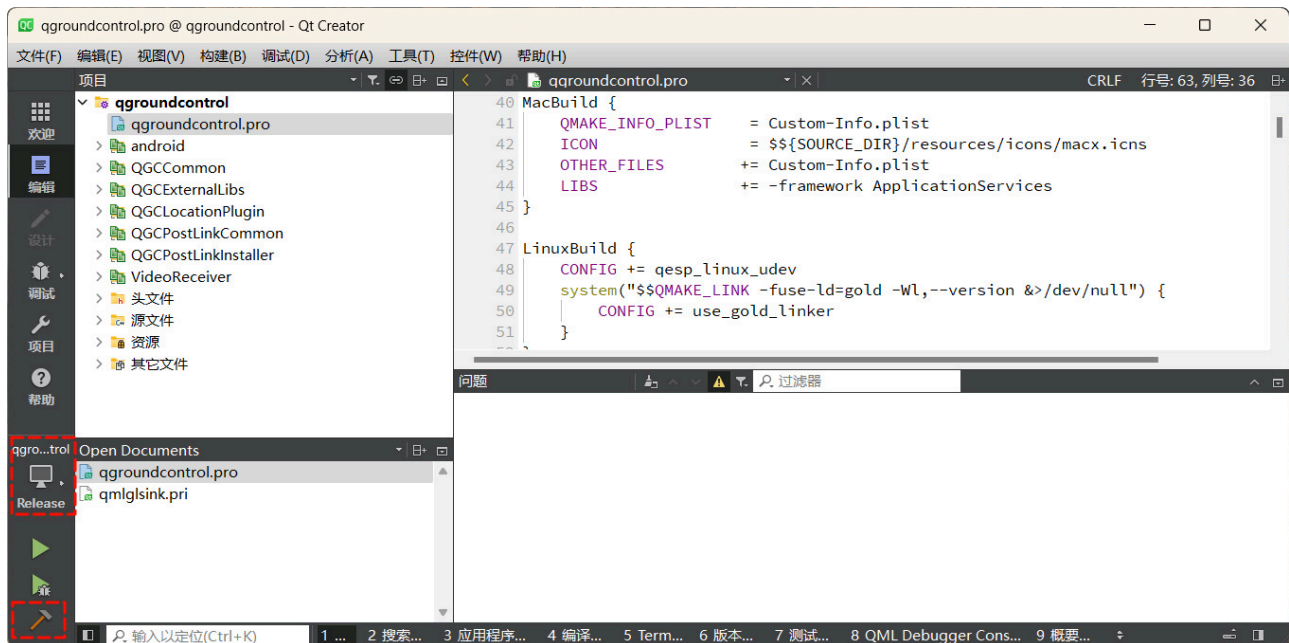 qgroundcontrol.pro @ qgroundcontrol - Qt Creator
文件(F) 编辑(E) 视图(V) 构建(B) 调试(D) 分析(A) 工具(T) 控件(W) 帮助(H)
项目
qgroundcontrol.pro
CRLF 行号: 63, 列号: 36
欢迎
编辑
设计
调试
项目
帮助
qgro...trol
Release
qgroundcontrol
qgroundcontrol.pro
android
QGCCommon
QGCExternalLibs
QGCLocationPlugin
QGCPostLinkCommon
QGCPostLinkInstaller
VideoReceiver
头文件
源文件
资源
其它文件
Open Documents
qgroundcontrol.pro
qmlglsink.pri
40 MacBuild {
41 QMAKE_INFO_PLIST = Custom-Info.plist
42 ICON = $${SOURCE_DIR}/resources/icons/macx.icns
43 OTHER_FILES += Custom-Info.plist
44 LIBS += -framework ApplicationServices
45 }
46
47 LinuxBuild {
48 CONFIG += qesp_linux_udev
49 system("$$QMAKE_LINK -fuse-ld=gold -Wl,--version &>/dev/null") {
50 CONFIG += use_gold_linker
51 }
问题 过滤器
输入以定位(Ctrl+K) 1 ... 2 搜索... 3 应用程序... 4 编译... 5 Term... 6 版本... 7 测试... 8 QML Debugger Cons... 9 概要...